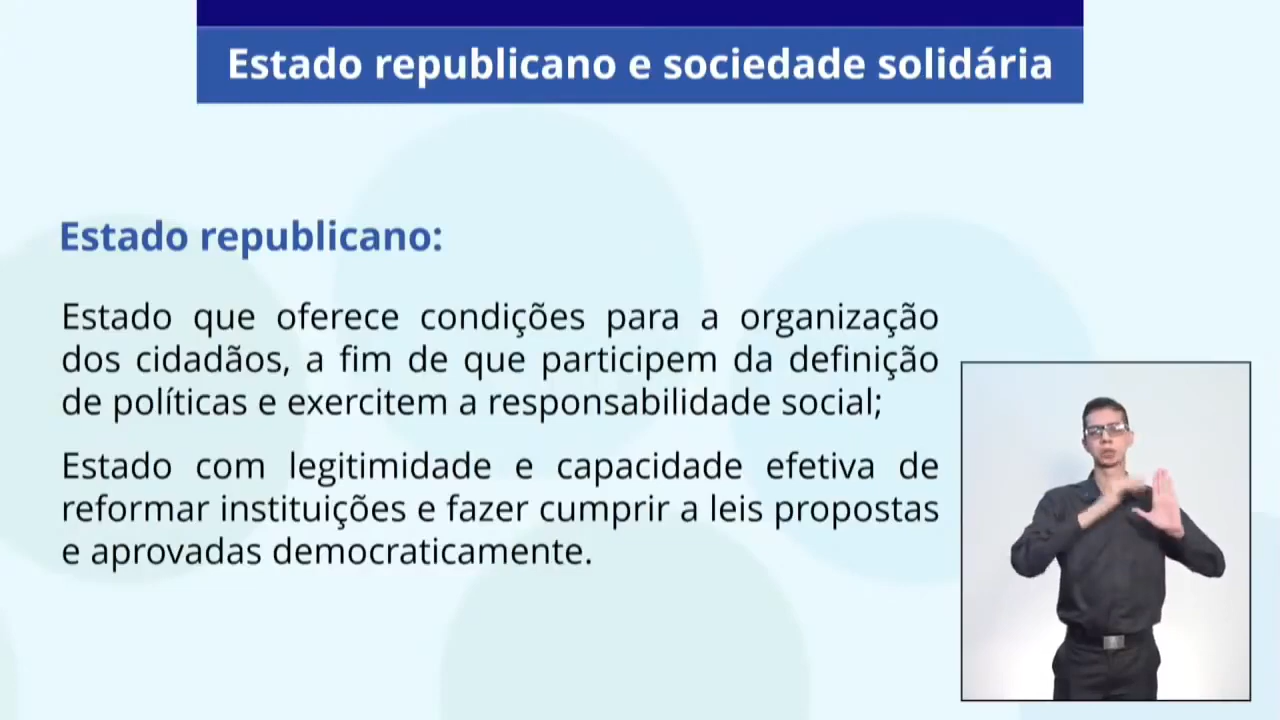 Estado republicano e sociedade solidária
Estado republicano:
Estado que oferece condições para a organização
dos cidadãos, a fim de que participem da definição
de políticas e exercitem a responsabilidade social;
Estado com legitimidade e capacidade efetiva de
reformar instituições e fazer cumprir a leis propostas
e aprovadas democraticamente.